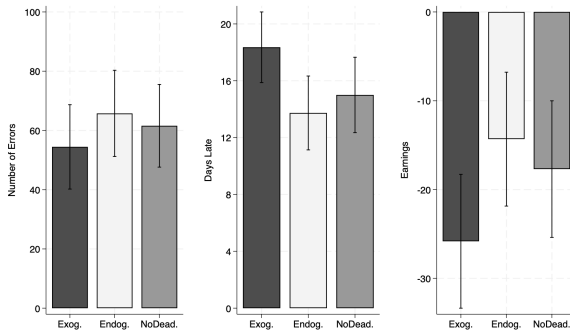 Number of Errors
100
80
60
40
20
0
Exog. Endog. NoDead.
Days Late
20
16
12
8
4
0
Exog. Endog. NoDead.
Earnings
0
-10
-20
-30
Exog. Endog. NoDead.